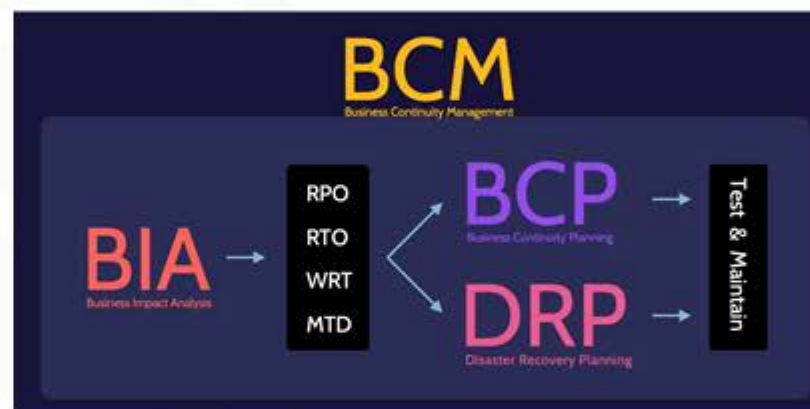 BCM
Business Continuity Management
BIA
Business Impact Analysis
RPO
RTO
WRT
MTD
BCP
Business Continuity Planning
DRP
Disaster Recovery Planning
Test & Maintain